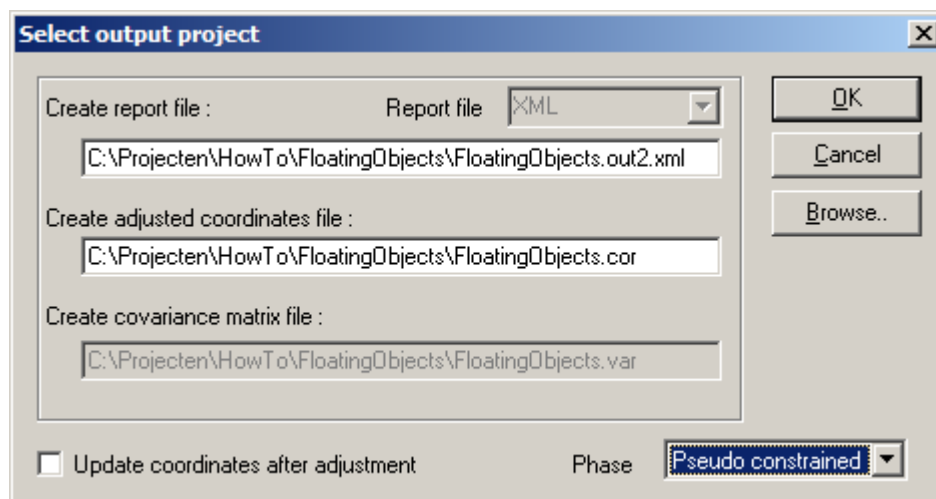 Select output project
Create report file : Report file XML
C:\Projecten\HowTo\FloatingObjects\FloatingObjects.out2.xml
Create adjusted coordinates file :
C:\Projecten\HowTo\FloatingObjects\FloatingObjects.cor
Create covariance matrix file :
C:\Projecten\HowTo\FloatingObjects\FloatingObjects.var
OK
Cancel
Browse..
Update coordinates after adjustment Phase Pseudo constrained